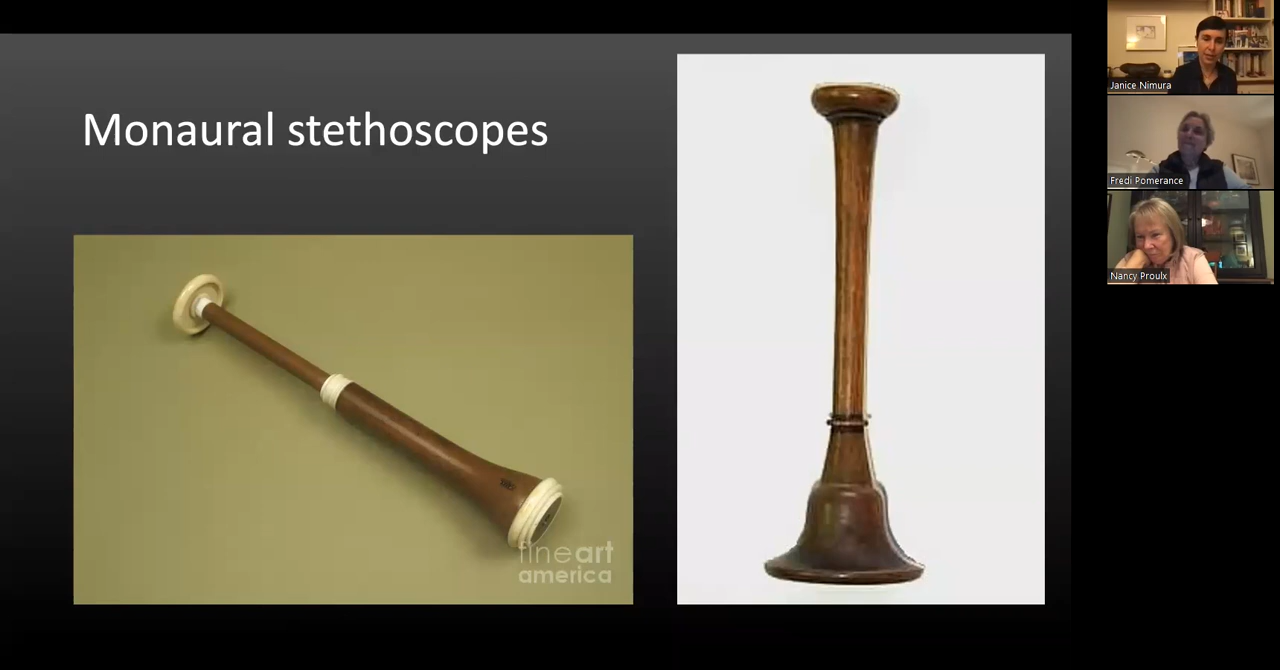 Monaural stethoscopes
fineart
america
Janice Nimura
Fredi Pomerance
Nancy Proulx